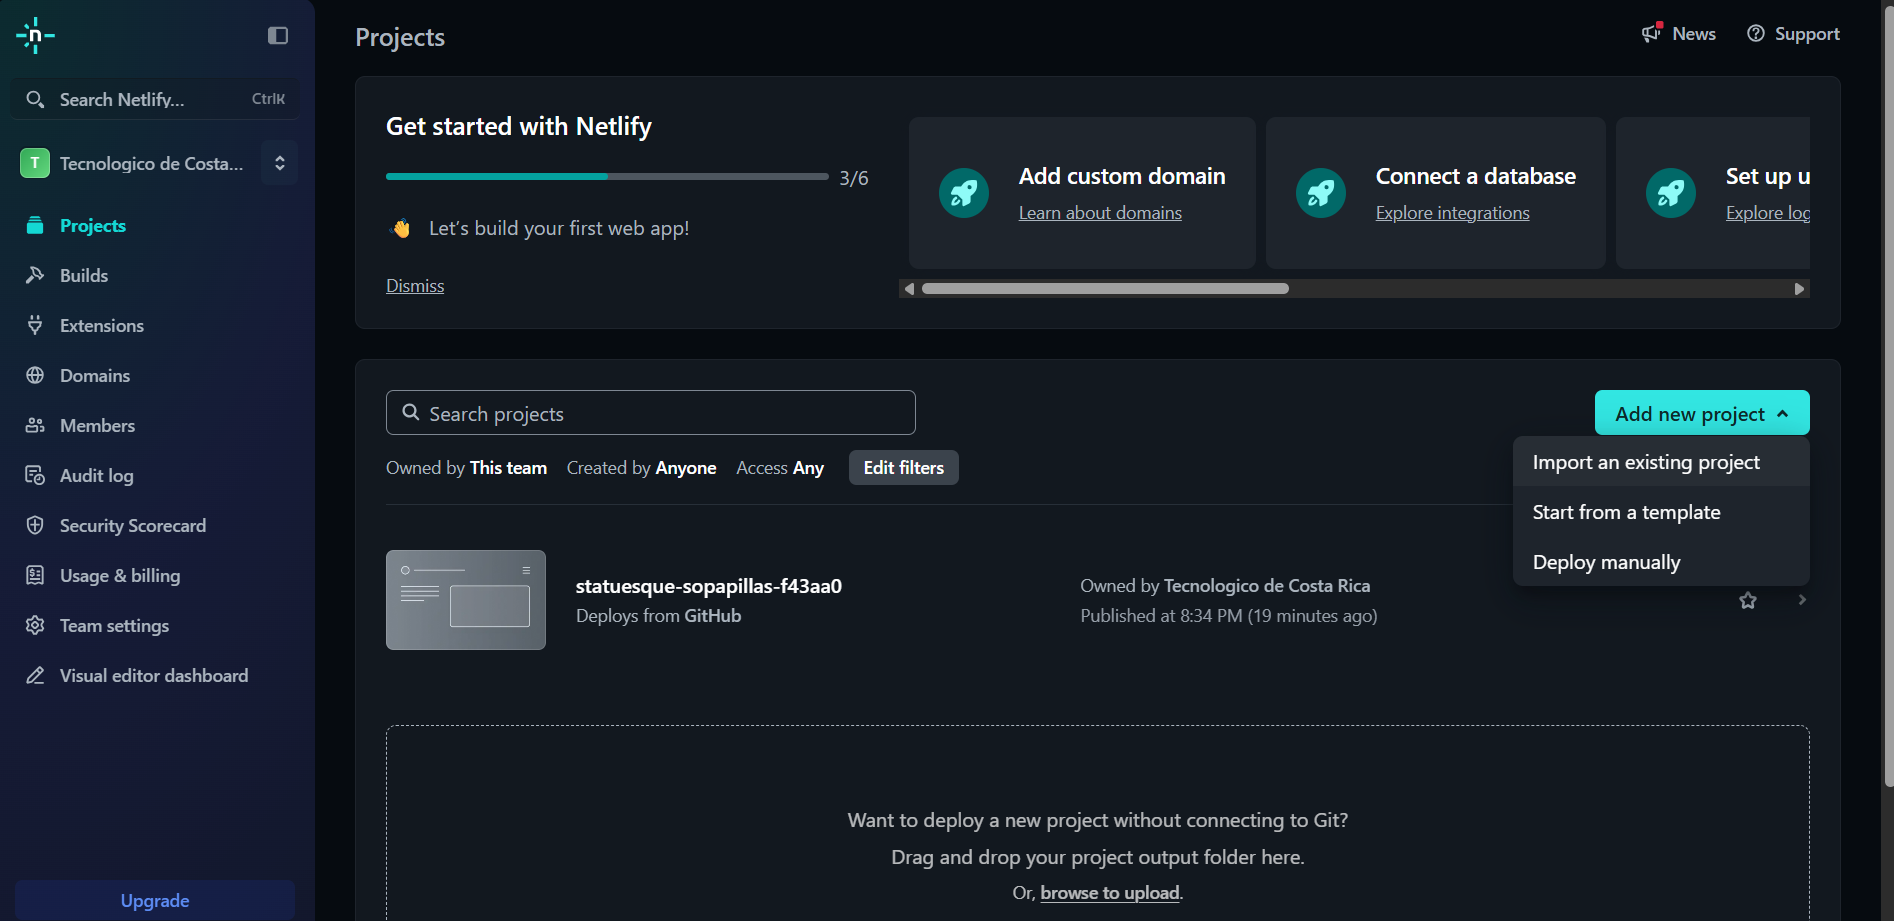 n
Search Netlify...
CtrlK
T
Tecnologico de Costa...
Projects
Builds
Extensions
Domains
Members
Audit log
Security Scorecard
Usage & billing
Team settings
Visual editor dashboard
Upgrade
Projects
News
Support
Get started with Netlify
3/6
Let's build your first web app!
Dismiss
Add custom domain
Learn about domains
Connect a database
Explore integrations
Set up u
Explore log
Search projects
Add new project
Owned by This team Created by Anyone Access Any Edit filters
Import an existing project
Start from a template
Deploy manually
statuesque-sopapillas-f43aa0
Deploys from GitHub
Owned by Tecnologico de Costa Rica
Published at 8:34 PM (19 minutes ago)
Want to deploy a new project without connecting to Git?
Drag and drop your project output folder here.
Or, browse to upload.